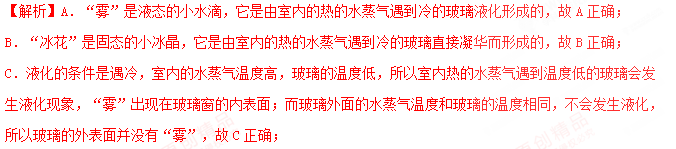 【解析】A．“雾”是液态的小水滴，它是由室内的热的水蒸气遇到冷的玻璃液化形成的，故 A 正确；
B．“冰花”是固态的小冰晶，它是由室内的热的水蒸气遇到冷的玻璃直接凝华而形成的，故 B 正确；
C．液化的条件是遇冷，室内的水蒸气温度高，玻璃的温度低，所以室内热的水蒸气遇到温度低的玻璃会发
生液化现象，“雾”出现在玻璃窗的内表面；而玻璃外面的水蒸气温度和玻璃的温度相同，不会发生液化，
所以玻璃的外表面并没有“雾”，故 C 正确；